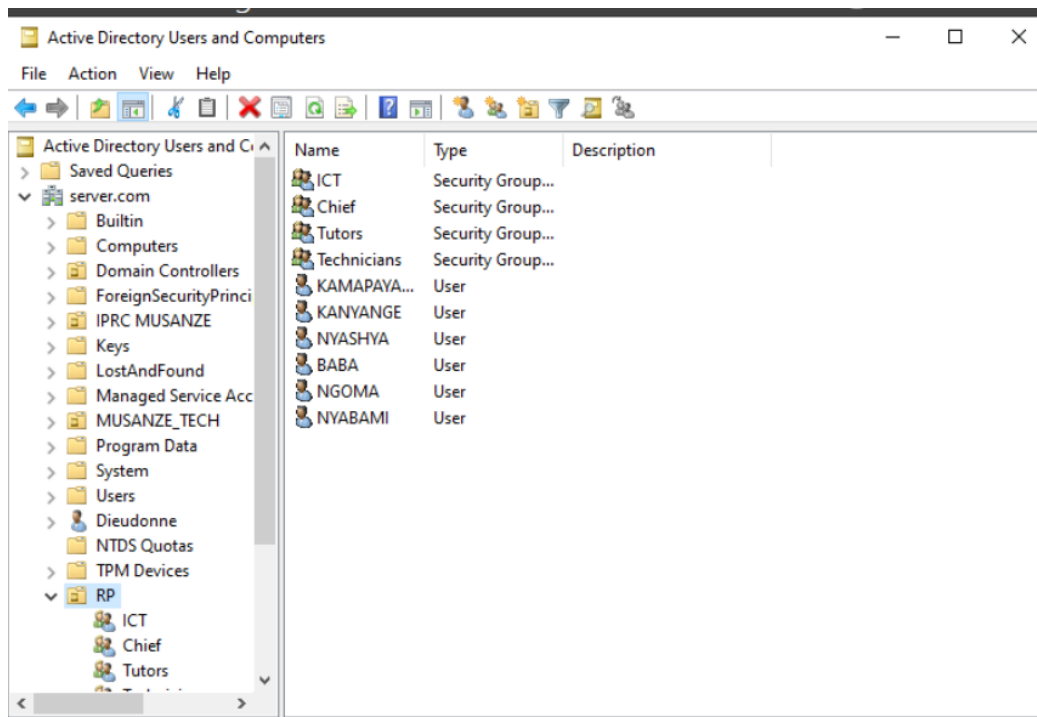 Active Directory Users and Computers
File Action View Help
Active Directory Users and C
Saved Queries
server.com
Builtin
Computers
Domain Controllers
ForeignSecurityPrinci
IPRC MUSANZE
Keys
LostAndFound
Managed Service Acc
MUSANZE_TECH
Program Data
System
Users
Dieudonne
NTDS Quotas
TPM Devices
RP
ICT
Chief
Tutors
Name Type Description
ICT Security Group...
Chief Security Group...
Tutors Security Group...
Technicians Security Group...
KAMAPAYA... User
KANYANGE User
NYASHYA User
BABA User
NGOMA User
NYABAMI User